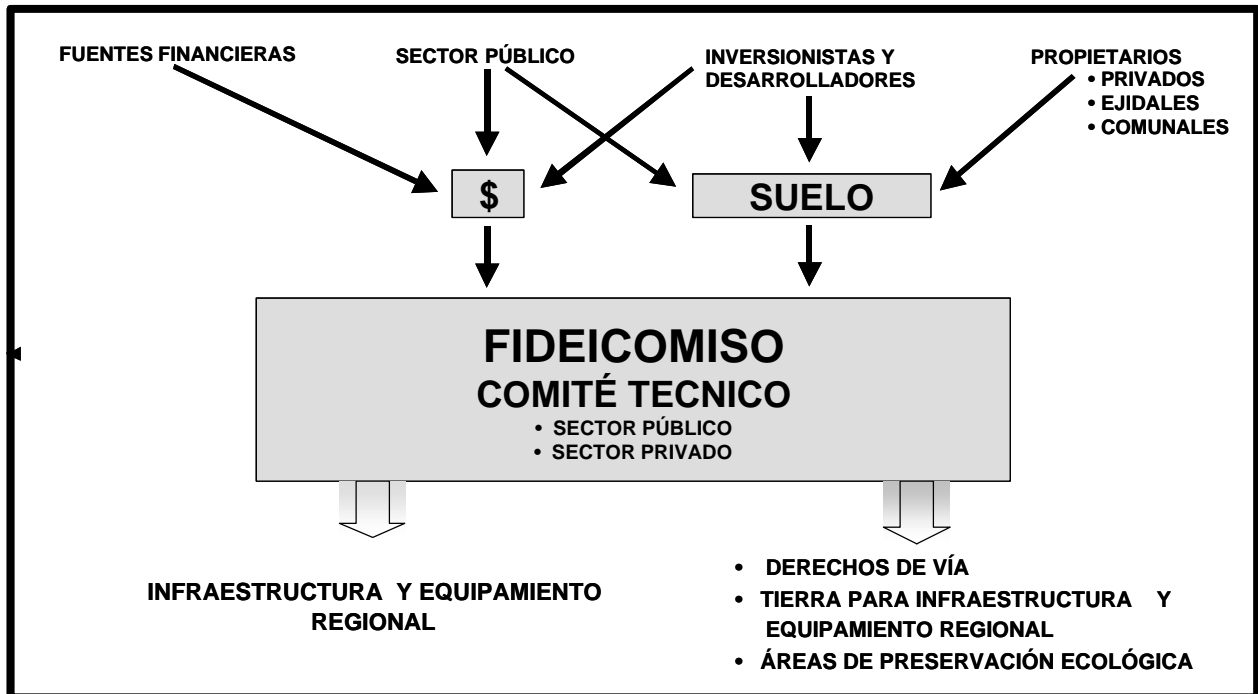 FUENTES FINANCIERAS
SECTOR PÚBLICO
INVERSIONISTAS Y
DESARROLLADORES
PROPIETARIOS
• PRIVADOS
• EJIDALES
• COMUNALES
$
SUELO
FIDEICOMISO
COMITÉ TECNICO
• SECTOR PÚBLICO
• SECTOR PRIVADO
INFRAESTRUCTURA Y EQUIPAMIENTO
REGIONAL
• DERECHOS DE VÍA
• TIERRA PARA INFRAESTRUCTURA Y
EQUIPAMIENTO REGIONAL
• ÁREAS DE PRESERVACIÓN ECOLÓGICA